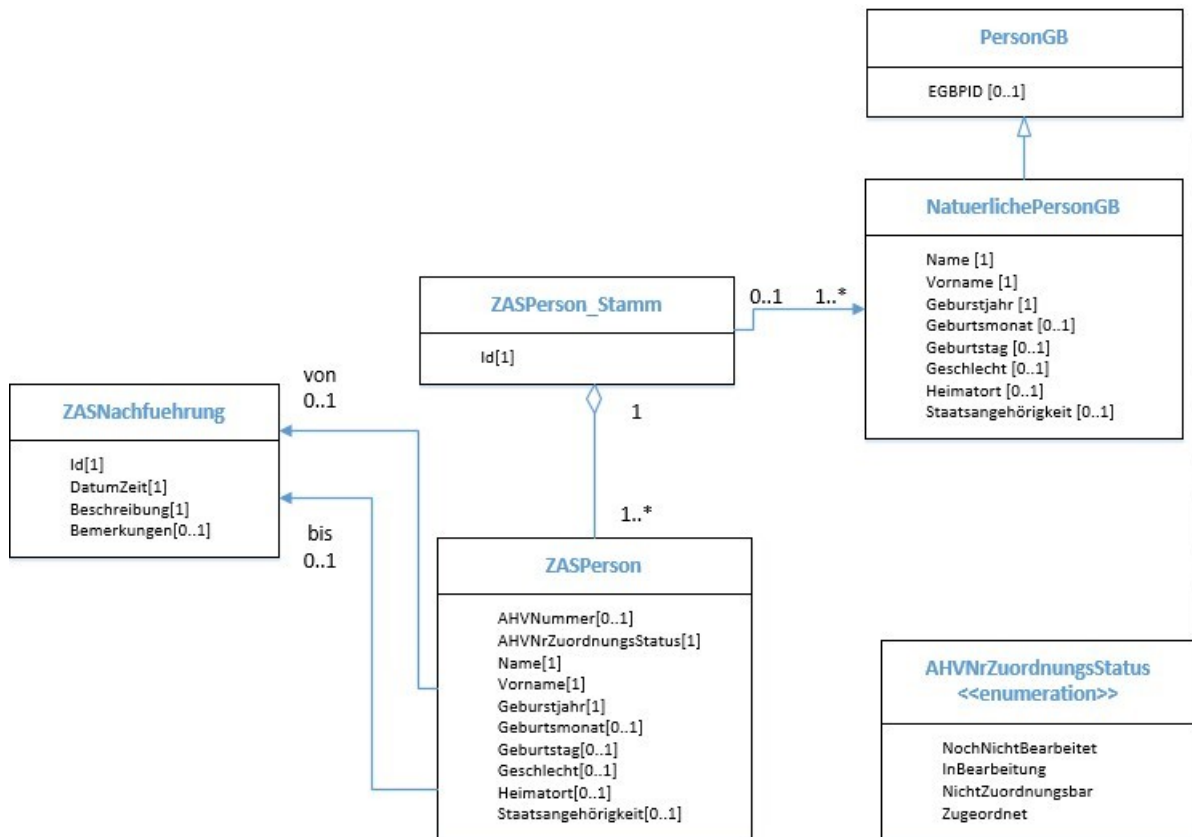 PersonGB
EGBPID [0..1]
NatuerlichePersonGB
Name [1]
Vorname [1]
Geburstjahr [1]
Geburtsmonat [0..1]
Geburtstag [0..1]
Geschlecht [0..1]
Heimatort [0..1]
Staatsangehörigkeit [0..1]
ZASPerson_Stamm
Id[1]
0..1
1..*
1
1..*
von
0..1
ZASNachfuehrung
Id[1]
DatumZeit[1]
Beschreibung[1]
Bemerkungen[0..1]
bis
0..1
ZASPerson
AHVNummer[0..1]
AHVNrZuordnungsStatus[1]
Name[1]
Vorname[1]
Geburstjahr[1]
Geburtsmonat[0..1]
Geburtstag[0..1]
Geschlecht[0..1]
Heimatort[0..1]
Staatsangehörigkeit[0..1]
AHVNrZuordnungsStatus
<<enumeration>>
NochNichtBearbeitet
InBearbeitung
NichtZuordnungsbar
Zugeordnet